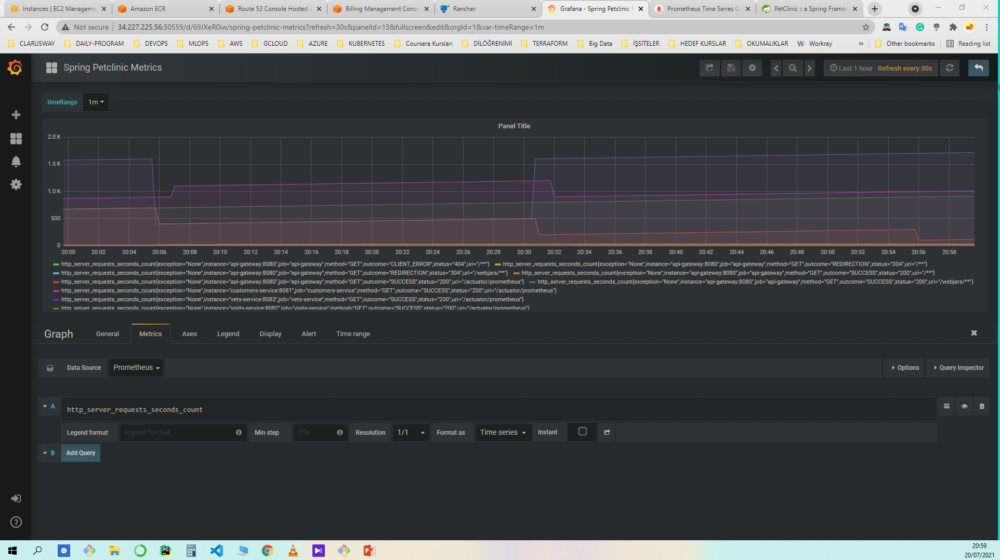 Instances | EC2 Manageme
Amazon ECR
Route 53 Console Hosted Z
Billing Management Conso
Rancher
Grafana - Spring Petclinic M
Prometheus Time Series Co
PetClinic :: a Spring Framew
Not secure 34.227.225.56:30559/d/69JXeR0iw/spring-petclinic-metrics?refresh=30s&panelId=13&fullscreen&edit&orgId=1&var-timeRange=1m
CLARUSWAY DAILY-PROGRAM DEVOPS MLOPS AWS GCLOUD AZURE KUBERNETES Coursera Kursları DİLÖĞRENİMİ TERRAFORM Big Data İŞSİTELER HEDEF KURSLAR OKUMALIKLAR Workray » Other bookmarks Reading list
Spring Petclinic Metrics
Last 1 hour Refresh every 30s
timeRange 1m
Panel Title
2.0 K
1.5 K
1.0 K
500
0
20:00 20:02 20:04 20:06 20:08 20:10 20:12 20:14 20:16 20:18 20:20 20:22 20:24 20:26 20:28 20:30 20:32 20:34 20:36 20:38 20:40 20:42 20:44 20:46 20:48 20:50 20:52 20:54 20:56 20:58
http_server_requests_seconds_count{exception="None",instance="api-gateway:8080",job="api-gateway",method="GET",outcome="CLIENT_ERROR",status="404",uri="/**"} http_server_requests_seconds_count{exception="None",instance="api-gateway:8080",job="api-gateway",method="GET",outcome="REDIRECTION",status="304",uri="/**"}
http_server_requests_seconds_count{exception="None",instance="api-gateway:8080",job="api-gateway",method="GET",outcome="REDIRECTION",status="304",uri="/webjars/**"} http_server_requests_seconds_count{exception="None",instance="api-gateway:8080",job="api-gateway",method="GET",outcome="SUCCESS",status="200",uri="/**"}
http_server_requests_seconds_count{exception="None",instance="api-gateway:8080",job="api-gateway",method="GET",outcome="SUCCESS",status="200",uri="/actuator/prometheus"} http_server_requests_seconds_count{exception="None",instance="api-gateway:8080",job="api-gateway",method="GET",outcome="SUCCESS",status="200",uri="/webjars/**"}
http_server_requests_seconds_count{exception="None",instance="customers-service:8081",job="customers-service",method="GET",outcome="SUCCESS",status="200",uri="/actuator/prometheus"}
http_server_requests_seconds_count{exception="None",instance="vets-service:8083",job="vets-service",method="GET",outcome="SUCCESS",status="200",uri="/actuator/prometheus"}
http_server_requests_seconds_count{exception="None",instance="visits-service:8082",job="visits-service",method="GET",outcome="SUCCESS",status="200",uri="/actuator/prometheus"}
Graph General Metrics Axes Legend Display Alert Time range
Data Source Prometheus Options Query Inspector
A http_server_requests_seconds_count
Legend format legend format Min step 15s Resolution 1/1 Format as Time series Instant
B Add Query
20:59
20/07/2021